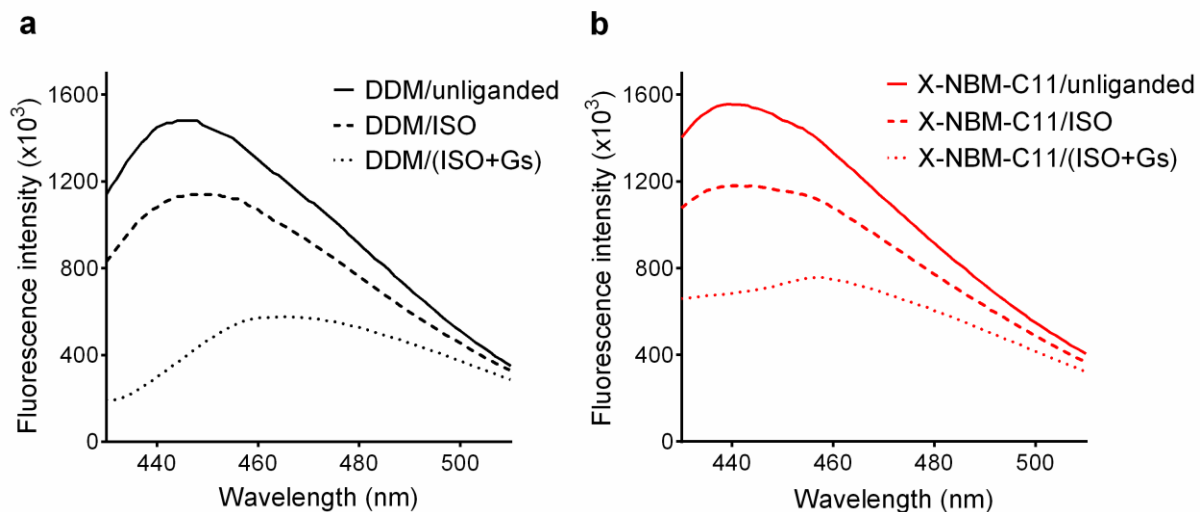 a
DDM/unliganded
DDM/ISO
DDM/(ISO+Gs)
Fluorescence intensity (x10³)
1600
1200
800
400
0
440
460
480
500
Wavelength (nm)
b
X-NBM-C11/unliganded
X-NBM-C11/ISO
X-NBM-C11/(ISO+Gs)
Fluorescence intensity (x10³)
1600
1200
800
400
0
440
460
480
500
Wavelength (nm)